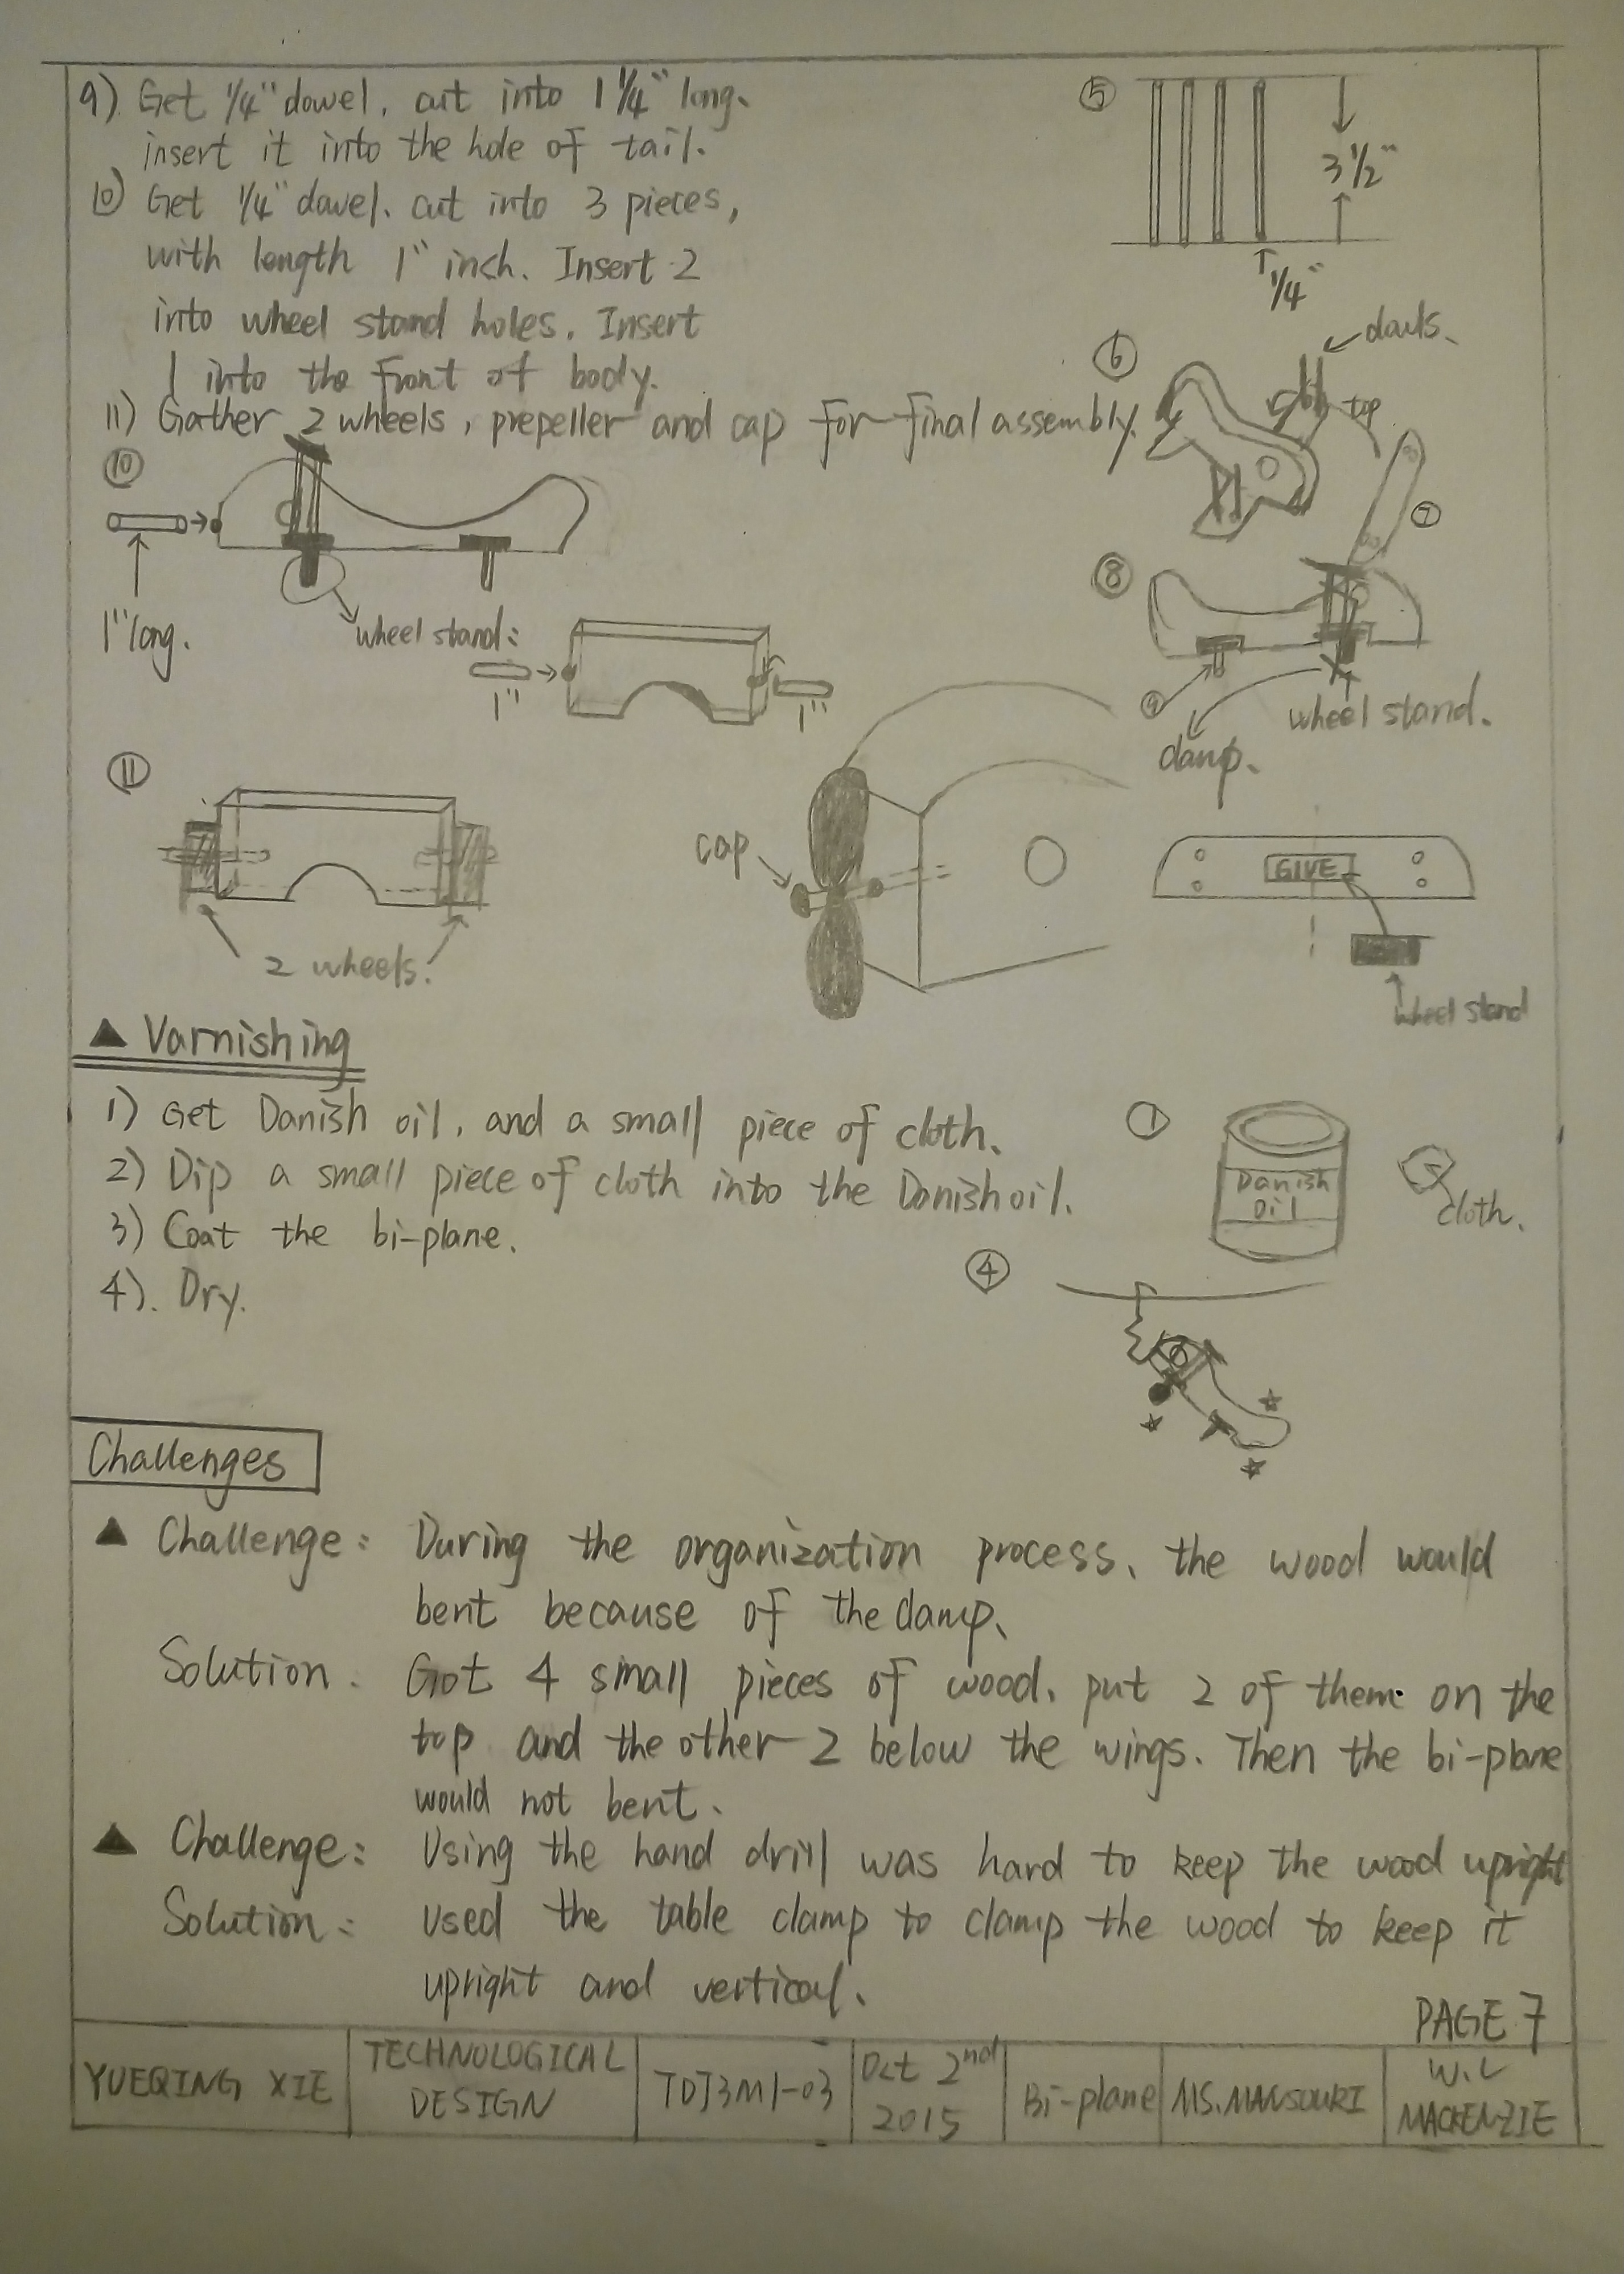 9) Get 1/4" dowel, cut into 1 1/4" long.
insert it into the hole of tail.
10) Get 1/4" dowel, cut into 3 pieces,
with length 1" inch. Insert 2
into wheel stand holes. Insert
1 into the front of body.
11) Gather 2 wheels, prepeller and cap for final assembly.
⑤
3 1/2"
1/4"
⑥
top
⑦
⑧
⑨
wheel stand.
clamp.
⑩
1" long.
wheel stand:
1"
1"
⑪
2 wheels.
cap
GIVE
wheel stand
▲ Varnishing
1) Get Danish oil, and a small piece of cloth.
2) Dip a small piece of cloth into the Danish oil.
3) Coat the bi-plane.
4). Dry.
①
Danish
Oil
cloth.
④
Challenges
▲ Challenge: During the organization process, the wood would
bent because of the clamp.
Solution: Got 4 small pieces of wood, put 2 of them on the
top and the other 2 below the wings. Then the bi-plane
would not bent.
▲ Challenge: Using the hand drill was hard to keep the wood upright
Solution: Used the table clamp to clamp the wood to keep it
upright and vertical.
PAGE 7
YUEQING XIE
TECHNOLOGICAL
DESIGN
TDJ3M1-03
Oct 2nd
2015
Bi-plane
MS.MANSOURI
W.L
MACKENZIE